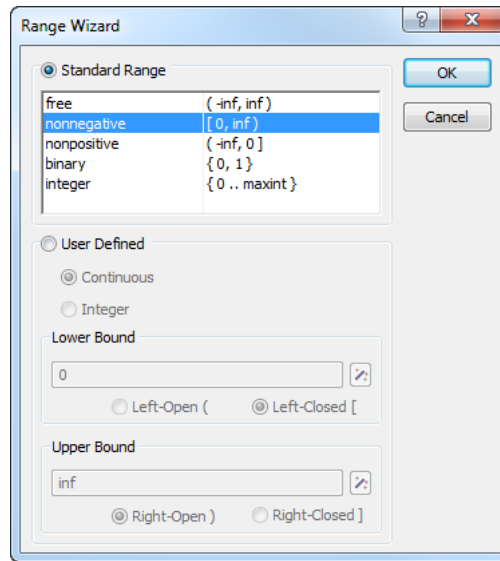 Range Wizard
Standard Range
OK
free (-inf, inf)
Cancel
nonnegative [ 0, inf )
nonpositive (-inf, 0 ]
binary { 0, 1 }
integer { 0 .. maxint }
User Defined
Continuous
Integer
Lower Bound
0
Left-Open ( Left-Closed [
Upper Bound
inf
Right-Open ) Right-Closed ]